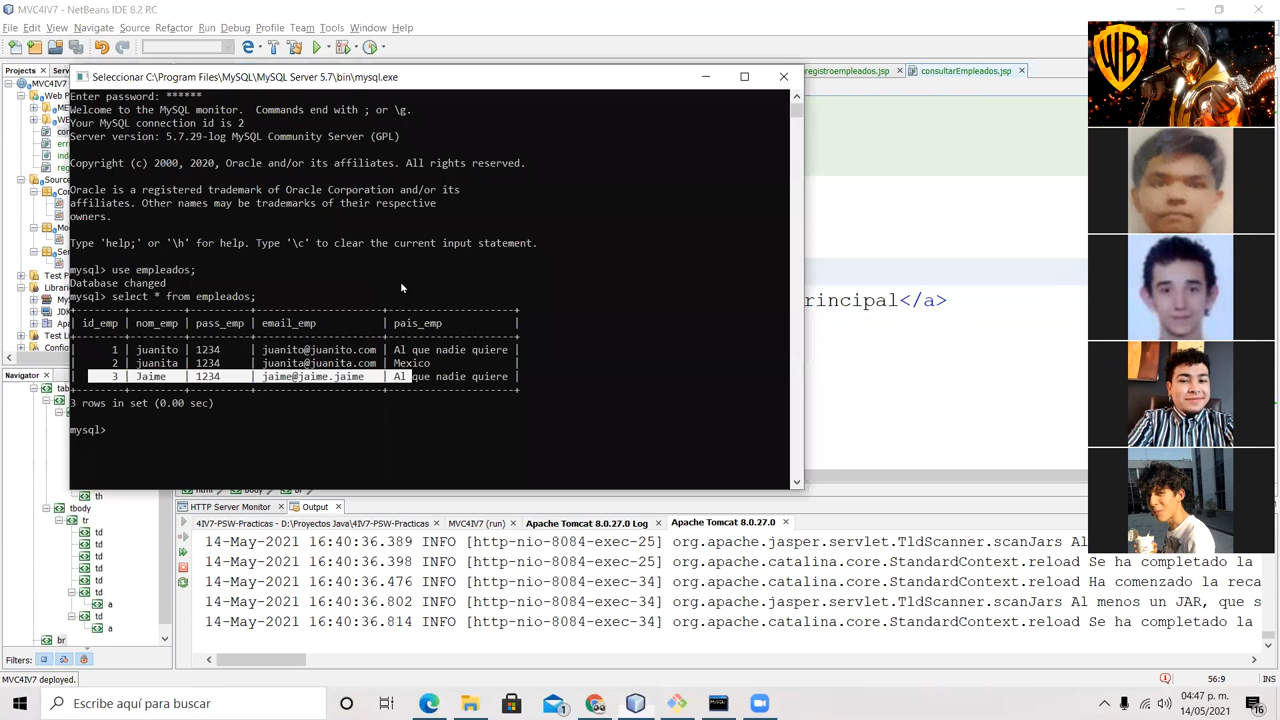 MVC4IV7 - NetBeans IDE 8.2 RC
File Edit View Navigate Source Refactor Run Debug Profile Team Tools Window Help
Projects
Seleccionar C:\Program Files\MySQL\MySQL Server 5.7\bin\mysql.exe
registroempleados.jsp
consultarEmpleados.jsp
MVC4IV7
Web P
Enter password: ******
Welcome to the MySQL monitor. Commands end with ; or \g.
Your MySQL connection id is 2
Server version: 5.7.29-log MySQL Community Server (GPL)
Copyright (c) 2000, 2020, Oracle and/or its affiliates. All rights reserved.
Oracle is a registered trademark of Oracle Corporation and/or its
affiliates. Other names may be trademarks of their respective
owners.
Type 'help;' or '\h' for help. Type '\c' to clear the current input statement.
mysql> use empleados;
Database changed
mysql> select * from empleados;
| id_emp | nom_emp | pass_emp | email_emp | pais_emp |
| 1 | juanito | 1234 | juanito@juanito.com | Al que nadie quiere |
| 2 | juanita | 1234 | juanita@juanita.com | Mexico |
| 3 | Jaime | 1234 | jaime@jaime.jaime | Al que nadie quiere |
3 rows in set (0.00 sec)
mysql>
rincipal</a>
Sourc
Test P
Librari
JDK
Test Li
Config
Navigator
tab
th
tbody
tr
td
td
td
td
td
a
td
a
br
Filters:
html body br
HTTP Server Monitor Output
4IV7-PSW-Practicas - D:\Proyectos Java\4IV7-PSW-Practicas MVC4IV7 (run) Apache Tomcat 8.0.27.0 Log Apache Tomcat 8.0.27.0
14-May-2021 16:40:36.389 INFO [http-nio-8084-exec-25] org.apache.jasper.servlet.TldScanner.scanJars Al
14-May-2021 16:40:36.398 INFO [http-nio-8084-exec-25] org.apache.catalina.core.StandardContext.reload Se ha completado la
14-May-2021 16:40:36.476 INFO [http-nio-8084-exec-34] org.apache.catalina.core.StandardContext.reload Ha comenzado la reca
14-May-2021 16:40:36.802 INFO [http-nio-8084-exec-34] org.apache.jasper.servlet.TldScanner.scanJars Al menos un JAR, que s
14-May-2021 16:40:36.814 INFO [http-nio-8084-exec-34] org.apache.catalina.core.StandardContext.reload Se ha completado la
MVC4IV7 deployed.
56:9 INS
Escribe aquí para buscar
04:47 p. m.
14/05/2021
16